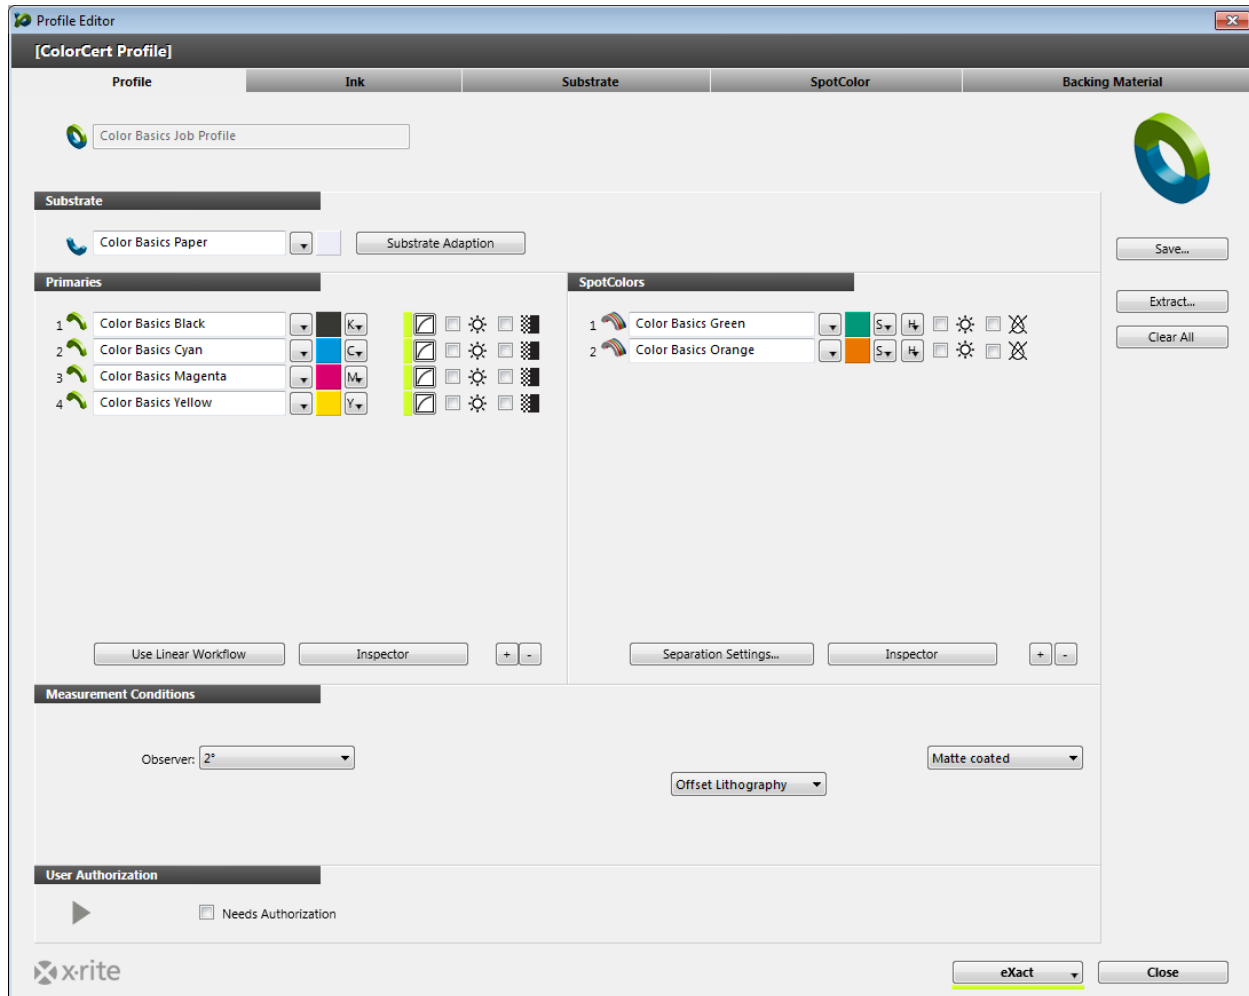 Profile Editor
[ColorCert Profile]
Profile Ink Substrate SpotColor Backing Material
Color Basics Job Profile
Substrate
Color Basics Paper Substrate Adaption
Save...
Primaries SpotColors
Extract...
1 Color Basics Black K 1 Color Basics Green S H
Clear All
2 Color Basics Cyan C 2 Color Basics Orange S H
3 Color Basics Magenta M
4 Color Basics Yellow Y
Use Linear Workflow Inspector + - Separation Settings... Inspector + -
Measurement Conditions
Observer: 2° Matte coated
Offset Lithography
User Authorization
Needs Authorization
x·rite eXact Close